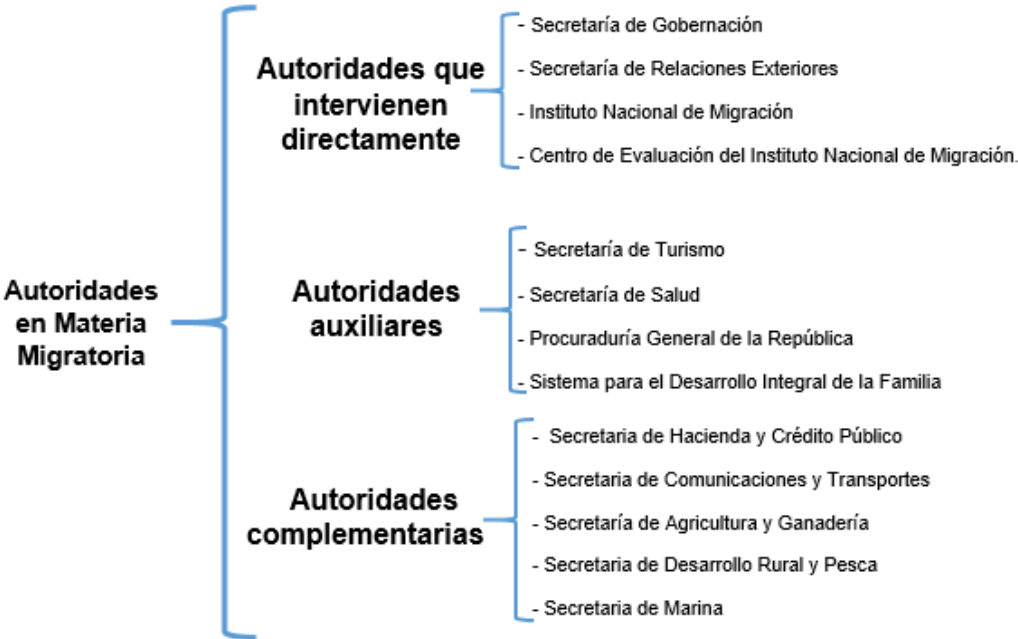 Autoridades
en Materia
Migratoria
Autoridades que
intervienen
directamente
- Secretaría de Gobernación
- Secretaría de Relaciones Exteriores
- Instituto Nacional de Migración
- Centro de Evaluación del Instituto Nacional de Migración.
Autoridades
auxiliares
- Secretaría de Turismo
- Secretaría de Salud
- Procuraduría General de la República
- Sistema para el Desarrollo Integral de la Familia
Autoridades
complementarias
- Secretaria de Hacienda y Crédito Público
- Secretaria de Comunicaciones y Transportes
- Secretaría de Agricultura y Ganadería
- Secretaria de Desarrollo Rural y Pesca
- Secretaria de Marina